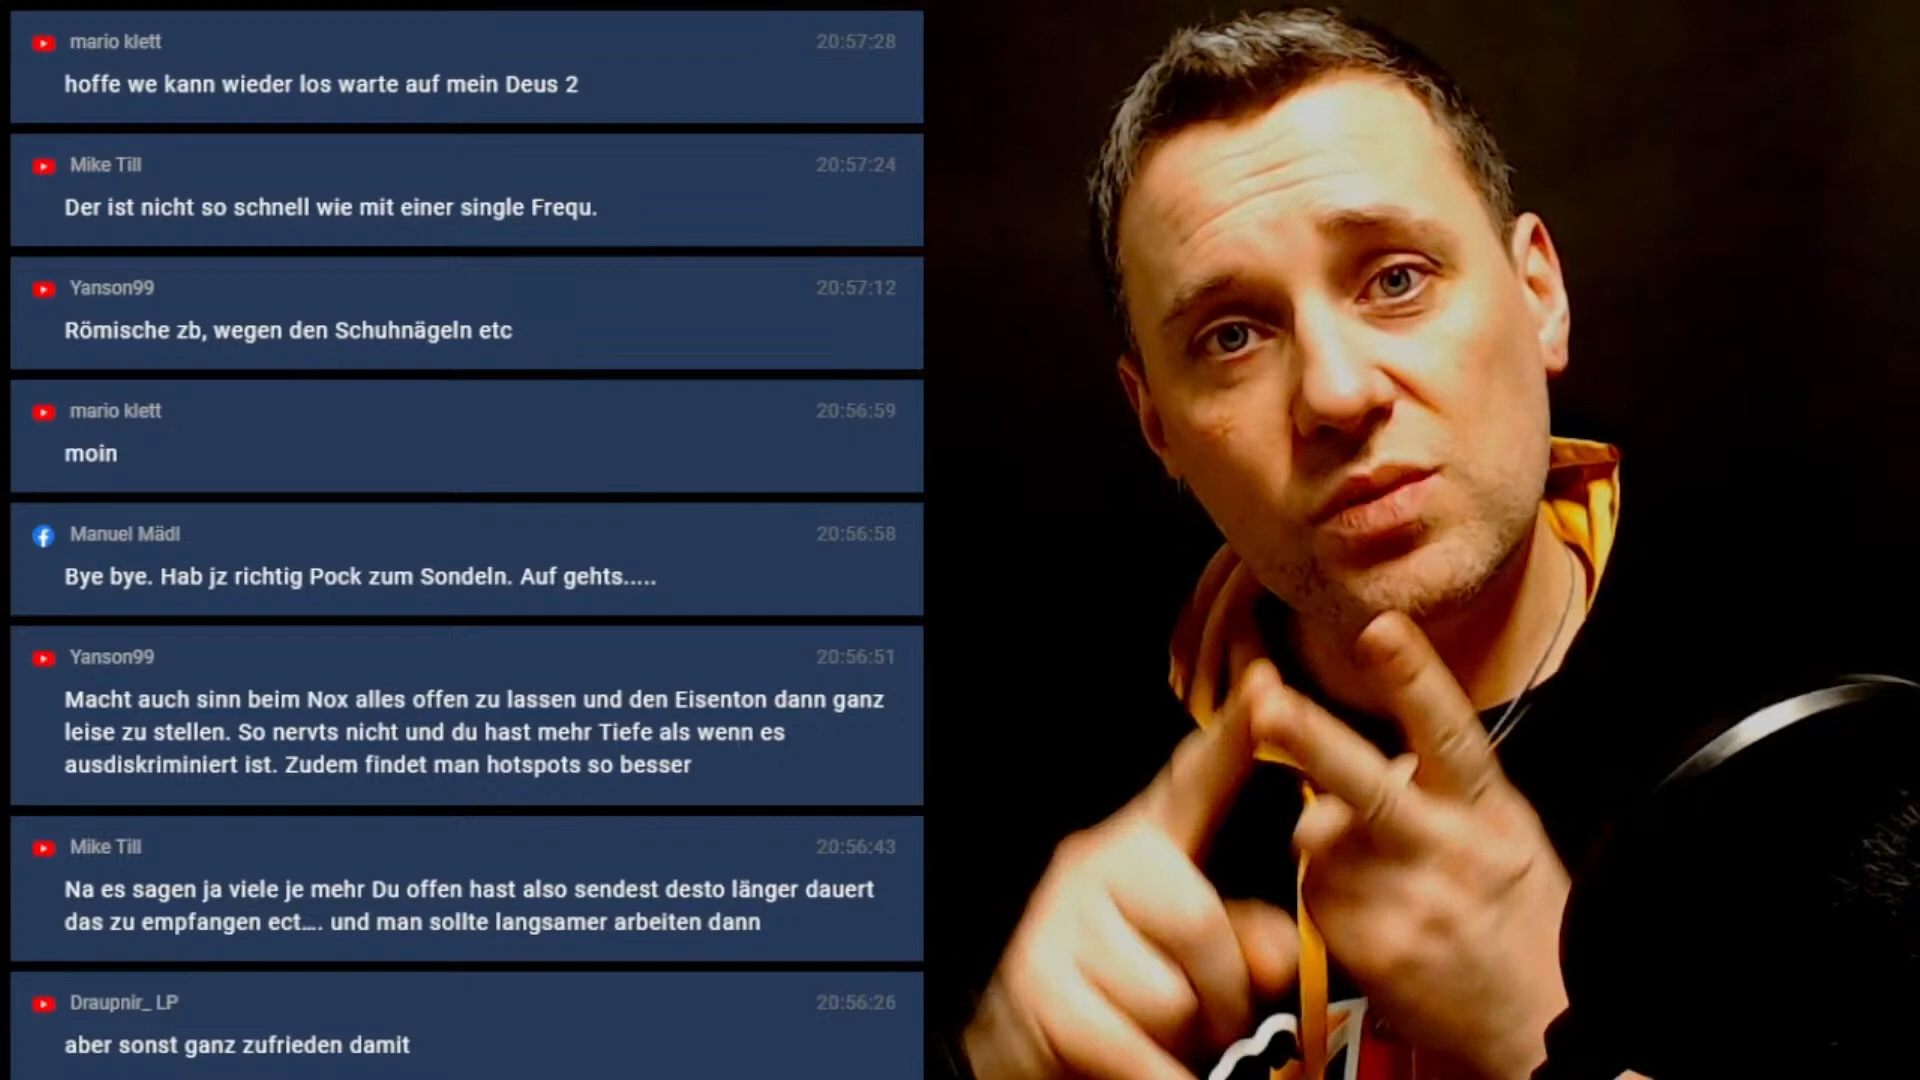 mario klett 20:57:28
hoffe we kann wieder los warte auf mein Deus 2
Mike Till 20:57:24
Der ist nicht so schnell wie mit einer single Frequ.
Yanson99 20:57:12
Römische zb, wegen den Schuhnägeln etc
mario klett 20:56:59
moin
Manuel Mädl 20:56:58
Bye bye. Hab jz richtig Pock zum Sondeln. Auf gehts.....
Yanson99 20:56:51
Macht auch sinn beim Nox alles offen zu lassen und den Eisenton dann ganz
leise zu stellen. So nervts nicht und du hast mehr Tiefe als wenn es
ausdiskriminiert ist. Zudem findet man hotspots so besser
Mike Till 20:56:43
Na es sagen ja viele je mehr Du offen hast also sendest desto länger dauert
das zu empfangen ect…. und man sollte langsamer arbeiten dann
Draupnir_ LP 20:56:26
aber sonst ganz zufrieden damit